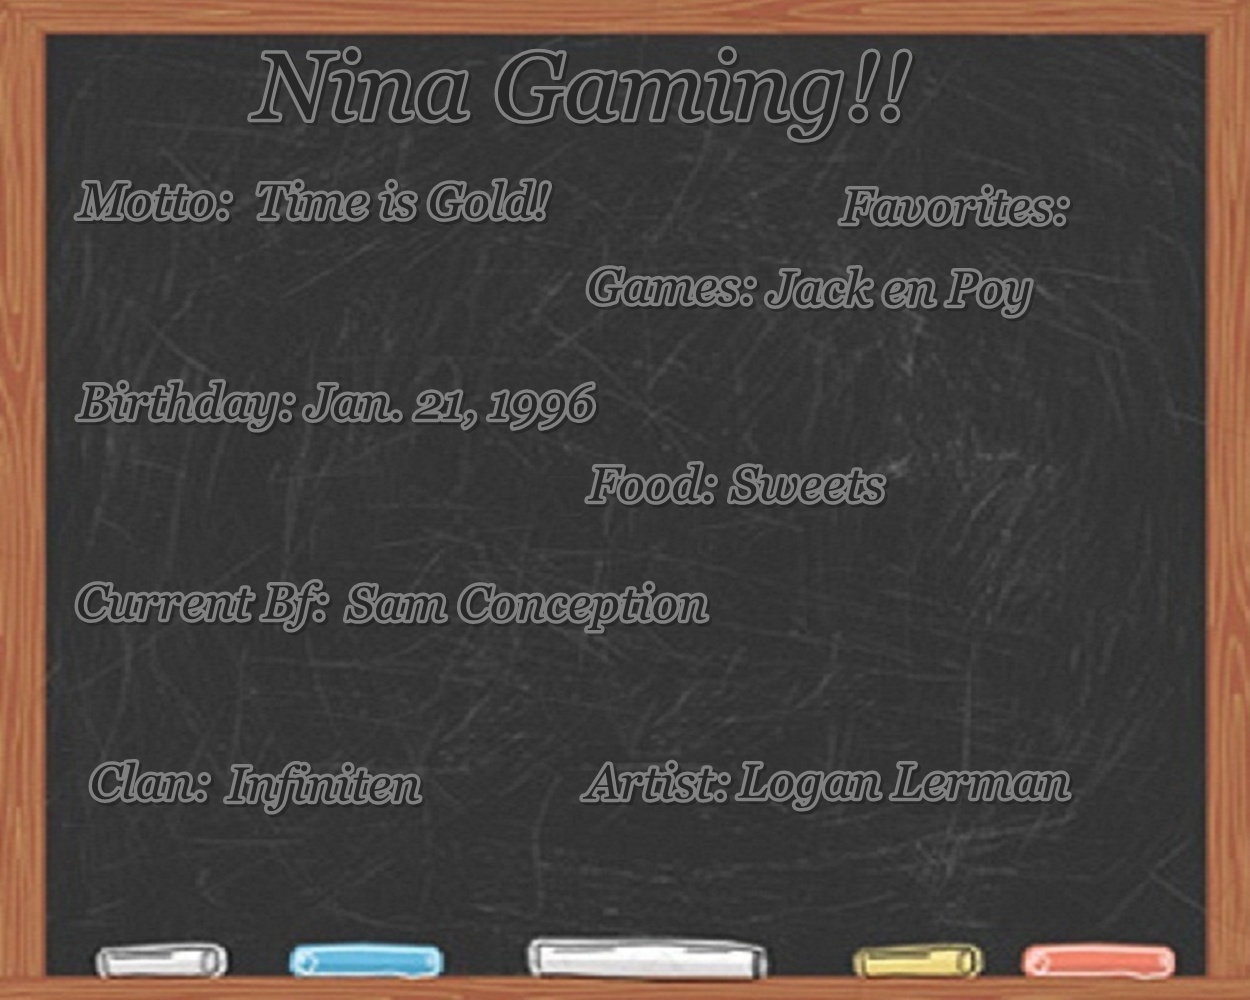 Nina Gaming!!
Motto: Time is Gold!
Favorites:
Games: Jack en Poy
Birthday: Jan. 21, 1996
Food: Sweets
Current Bf: Sam Conception
Clan: Infiniten
Artist: Logan Lerman